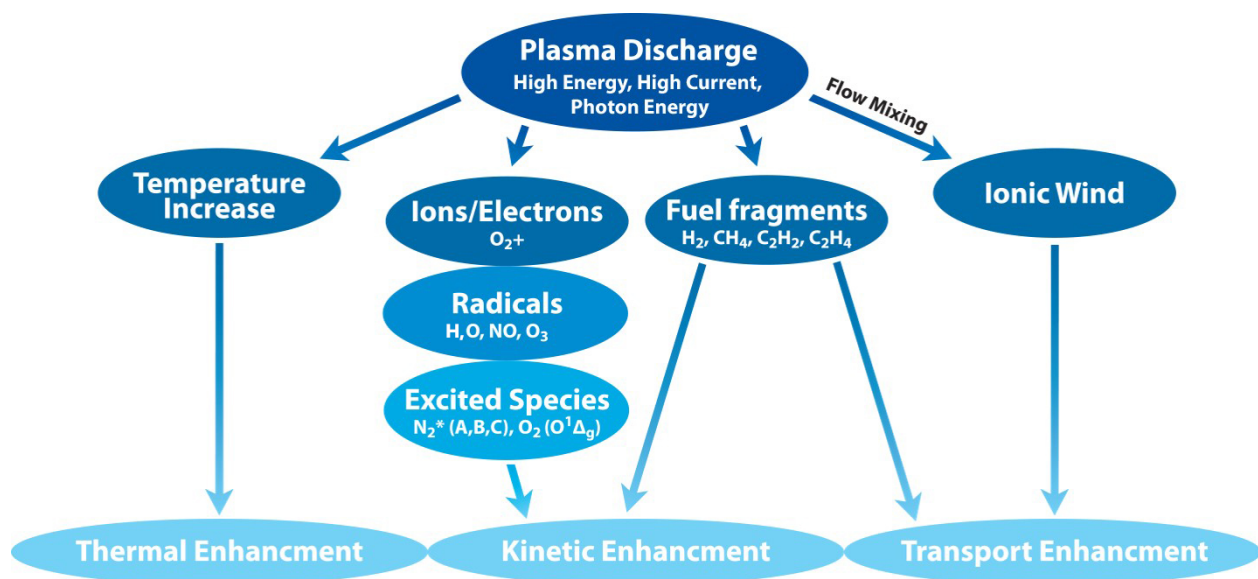 Plasma Discharge
High Energy, High Current,
Photon Energy
Flow Mixing
Temperature
Increase
Ions/Electrons
O₂+
Fuel fragments
H₂, CH₄, C₂H₂, C₂H₄
Ionic Wind
Radicals
H,O, NO, O₃
Excited Species
N₂* (A,B,C), O₂ (O¹Δg)
Thermal Enhancment
Kinetic Enhancment
Transport Enhancment